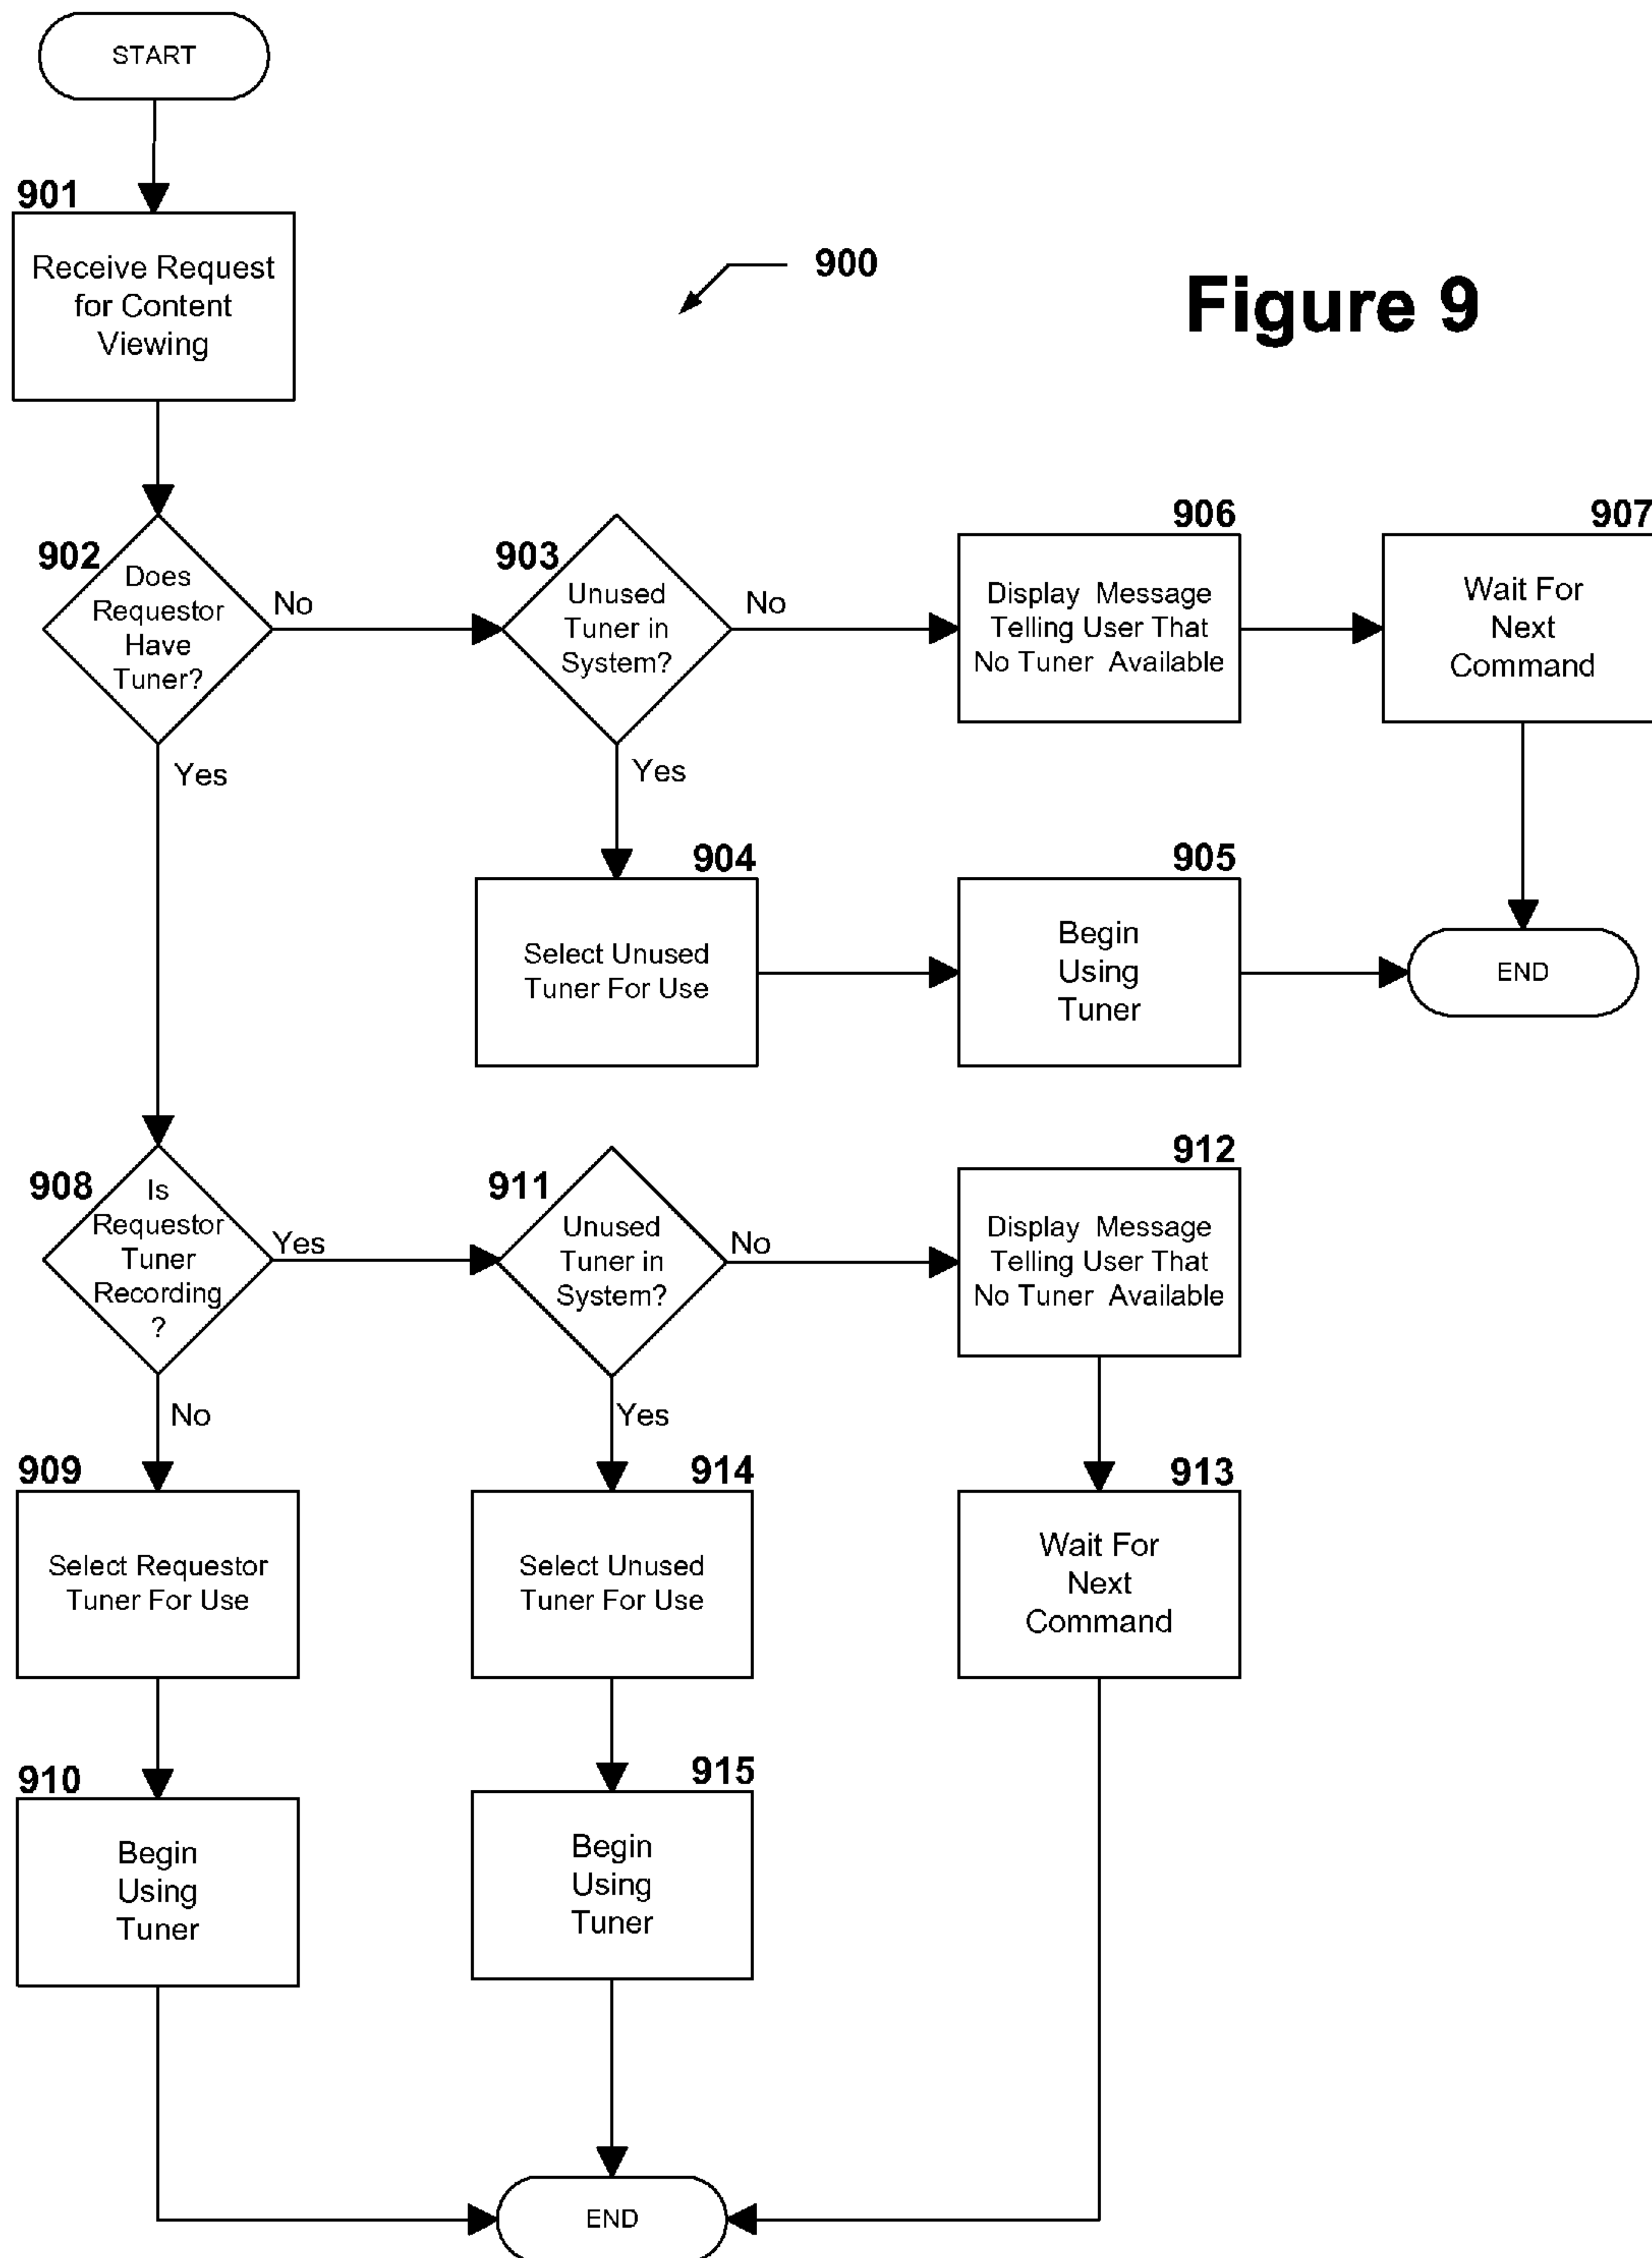 START
901
Receive Request
for Content
Viewing
900
Figure 9
902
Does
Requestor
Have
Tuner?
No
Yes
903
Unused
Tuner in
System?
No
Yes
906
Display Message
Telling User That
No Tuner Available
907
Wait For
Next
Command
904
Select Unused
Tuner For Use
905
Begin
Using
Tuner
END
908
Is
Requestor
Tuner
Recording
?
Yes
No
911
Unused
Tuner in
System?
No
Yes
912
Display Message
Telling User That
No Tuner Available
909
Select Requestor
Tuner For Use
914
Select Unused
Tuner For Use
913
Wait For
Next
Command
910
Begin
Using
Tuner
915
Begin
Using
Tuner
END